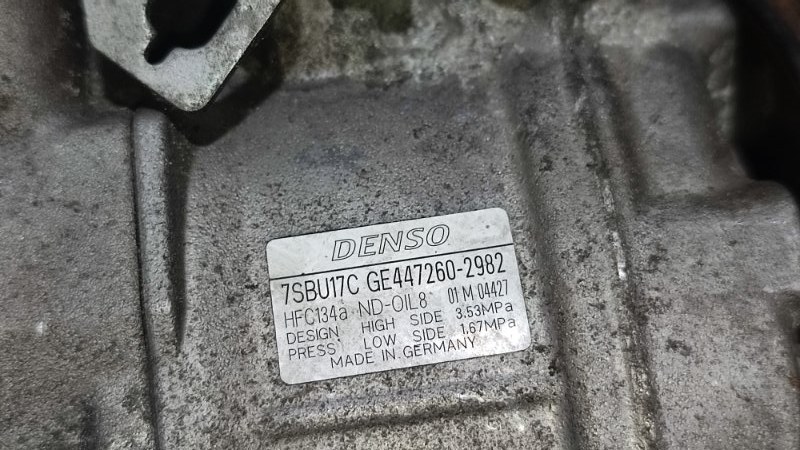 DENSO
7SBU17C GE447260-2982
HFC134a ND-OIL8 01 M 04427
DESIGN HIGH SIDE 3.53MPa
PRESS LOW SIDE 1.67MPa
MADE IN GERMANY